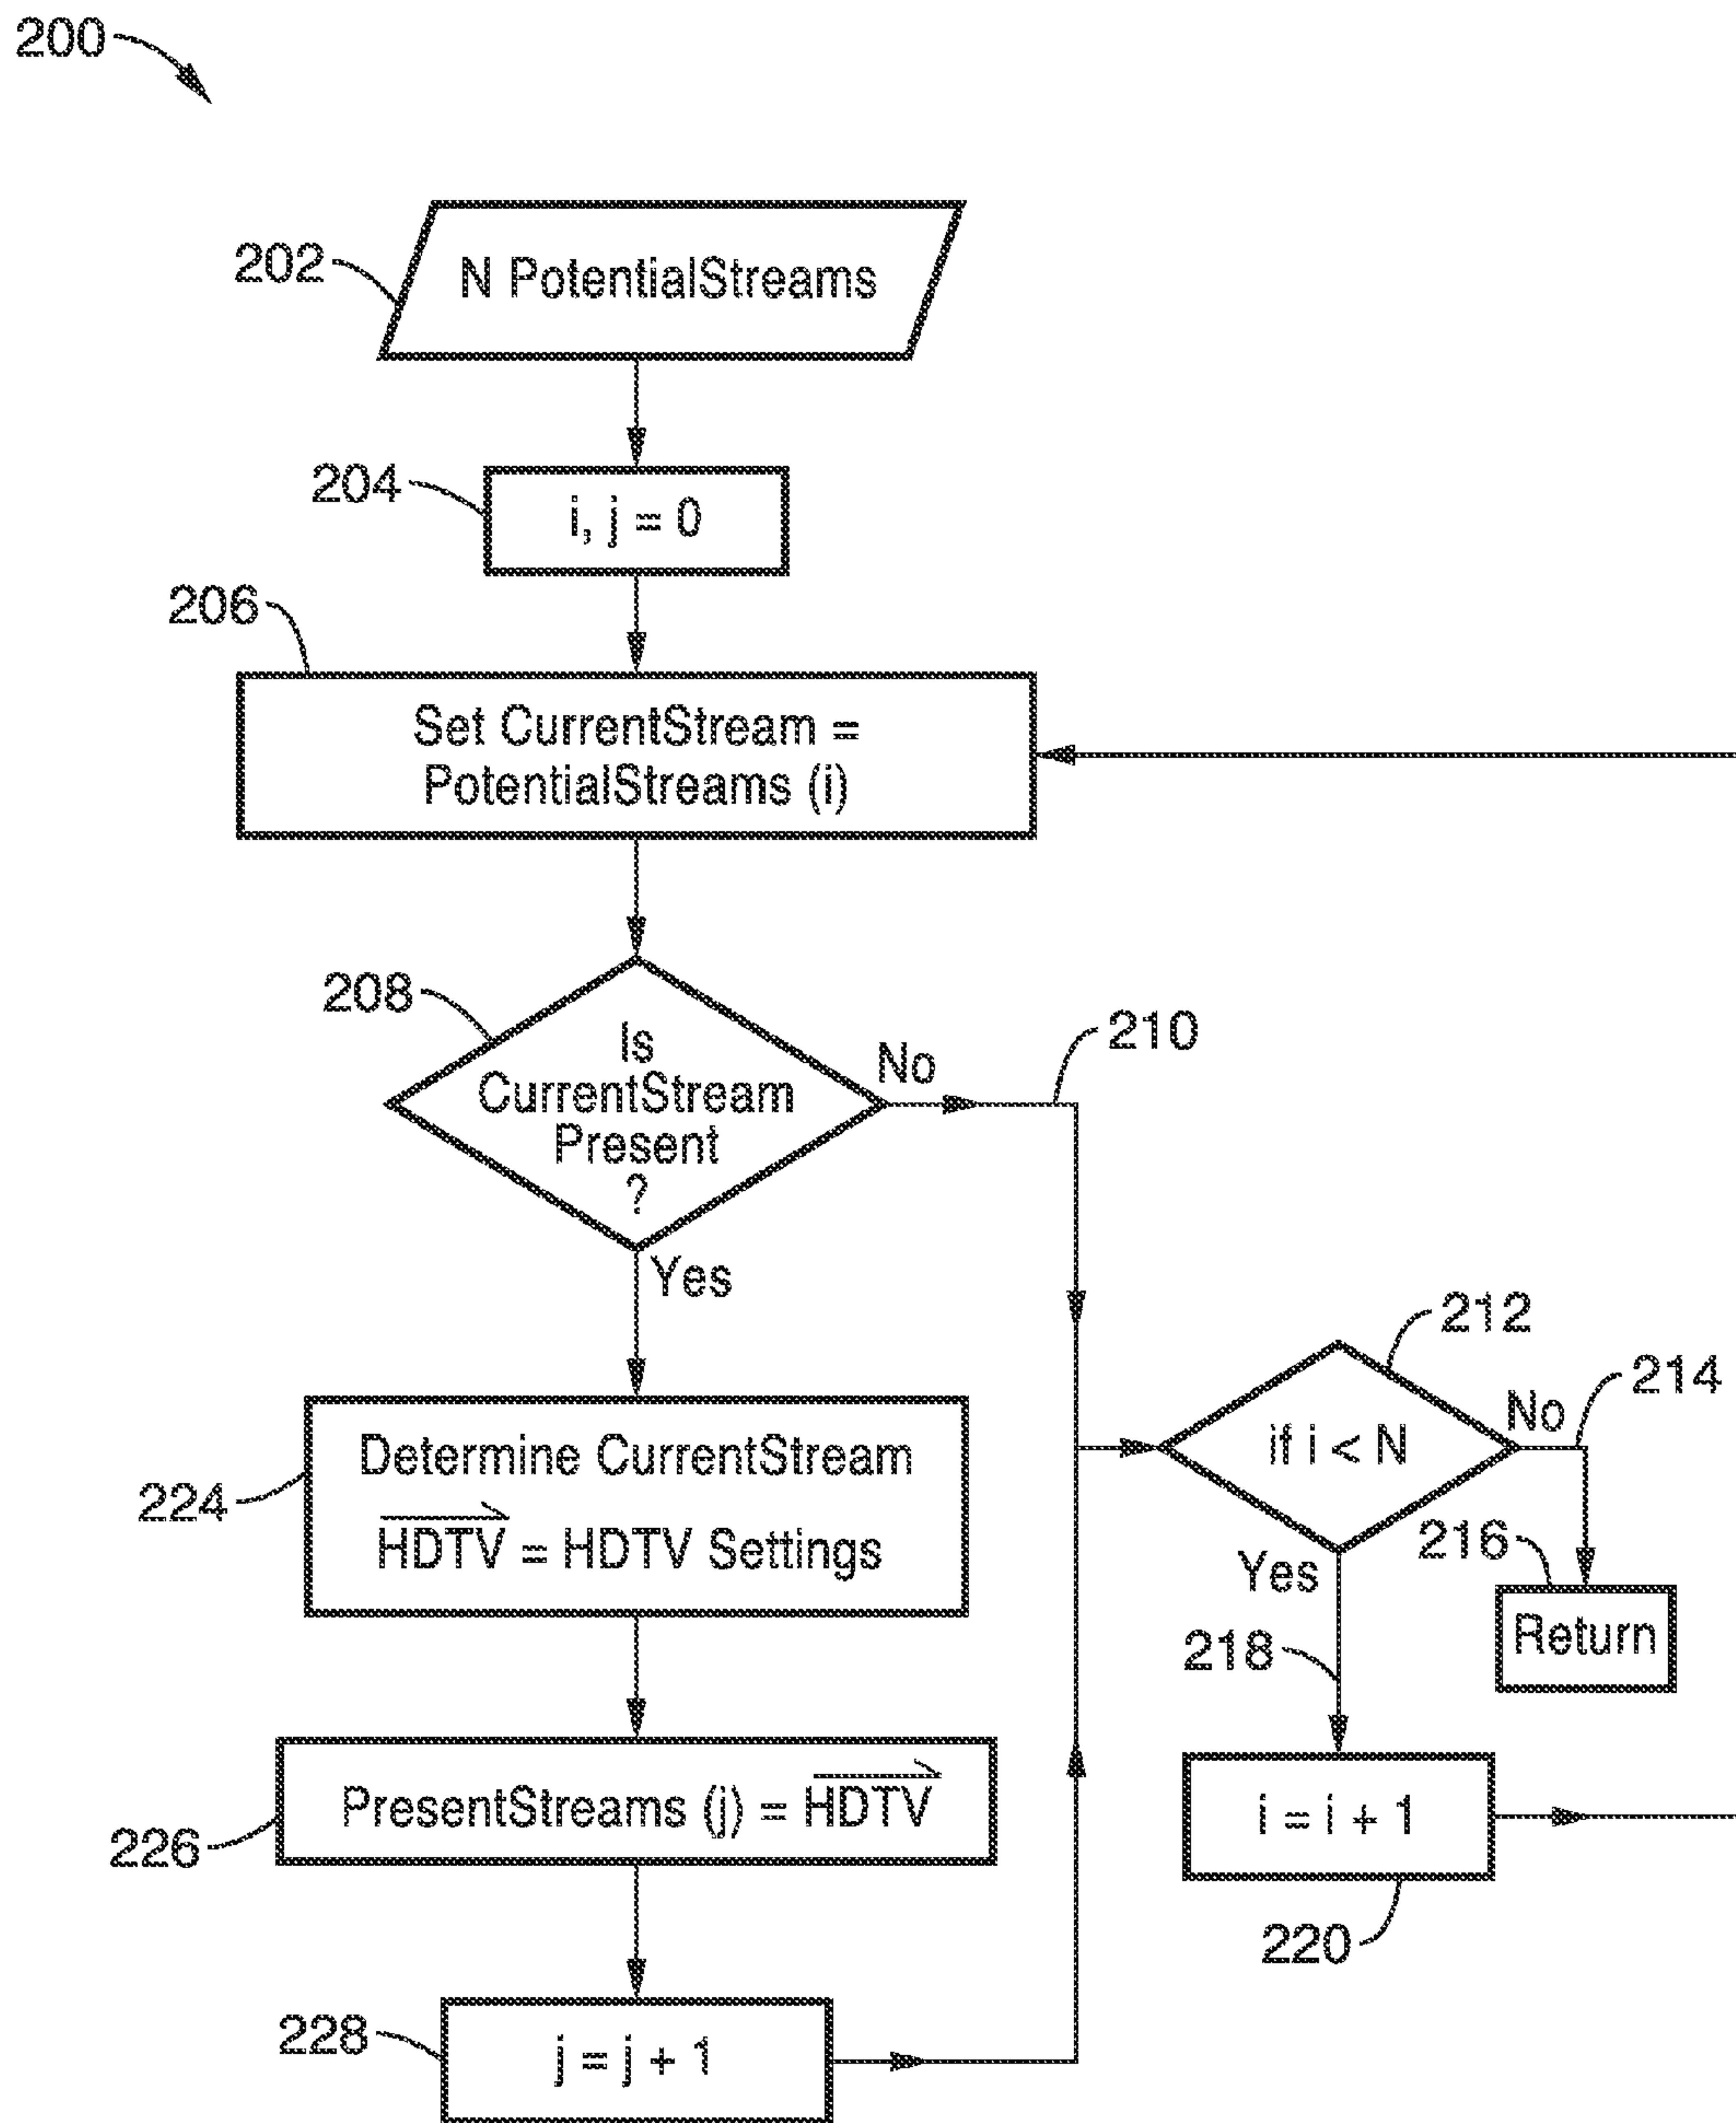 200
202
N PotentialStreams
204
i, j = 0
206
Set CurrentStream =
PotentialStreams (i)
208
Is
CurrentStream
Present
?
No
210
Yes
212
if i < N
No
214
216
Return
Yes
218
224
Determine CurrentStream
HDTV = HDTV Settings
226
PresentStreams (j) = HDTV
i = i + 1
220
228
j = j + 1